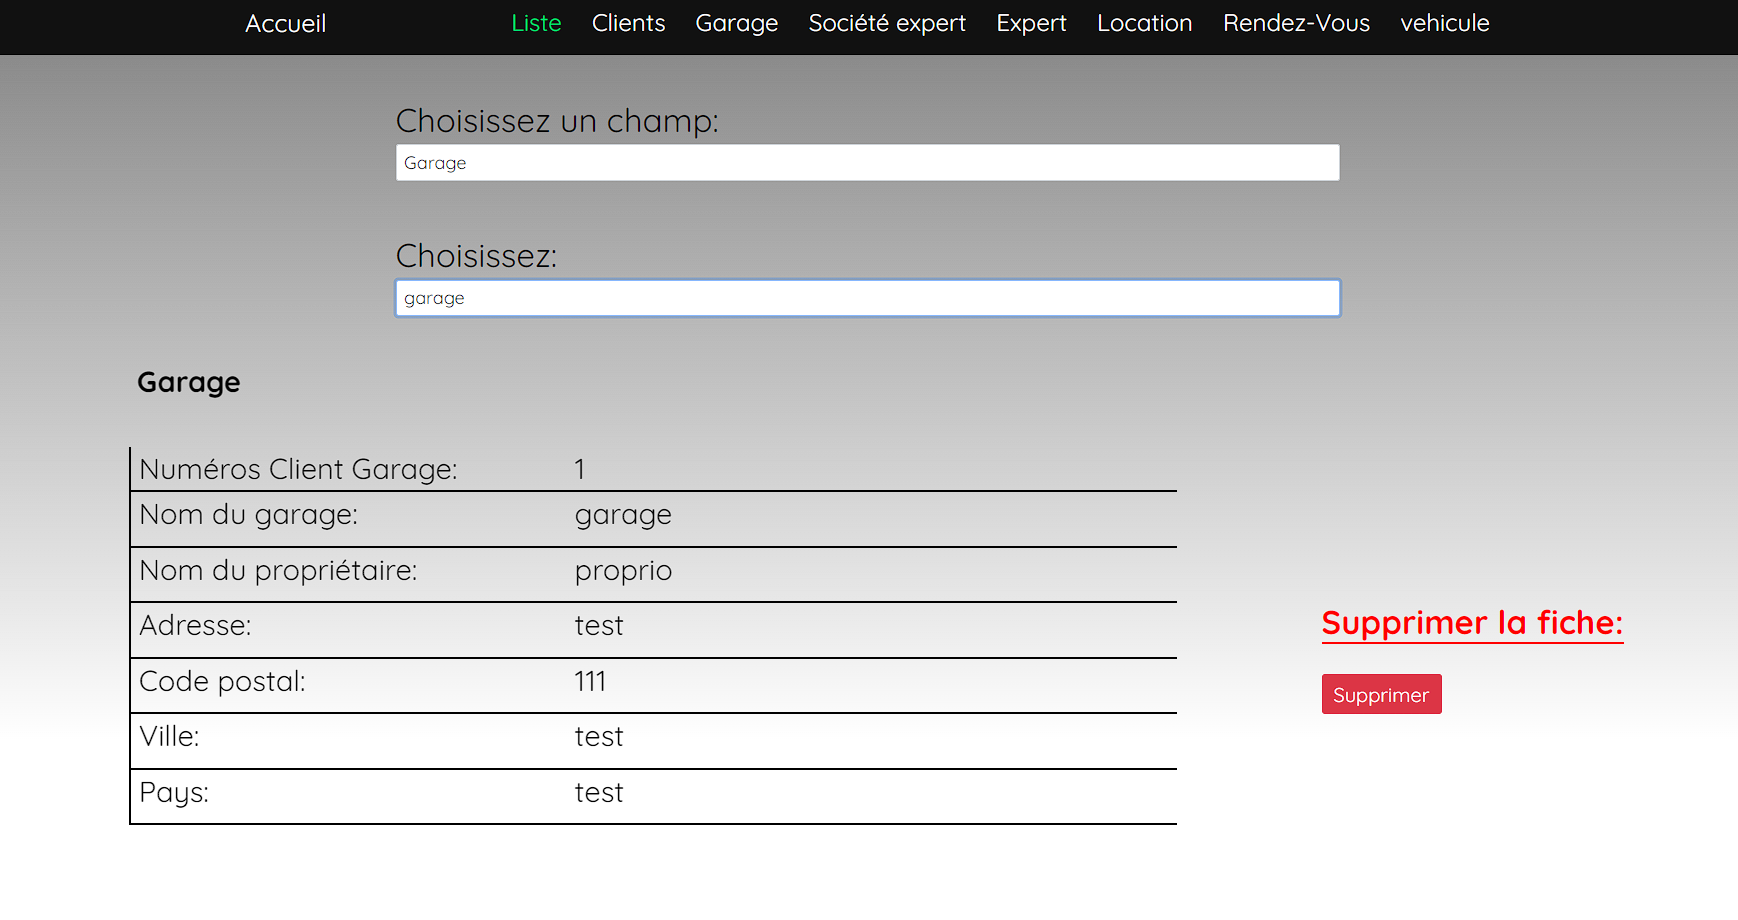 Accueil Liste Clients Garage Société expert Expert Location Rendez-Vous vehicule
Choisissez un champ:
Garage
Choisissez:
garage
Garage
Numéros Client Garage: 1
Nom du garage: garage
Nom du propriétaire: proprio
Adresse: test
Code postal: 111
Ville: test
Pays: test
Supprimer la fiche:
Supprimer